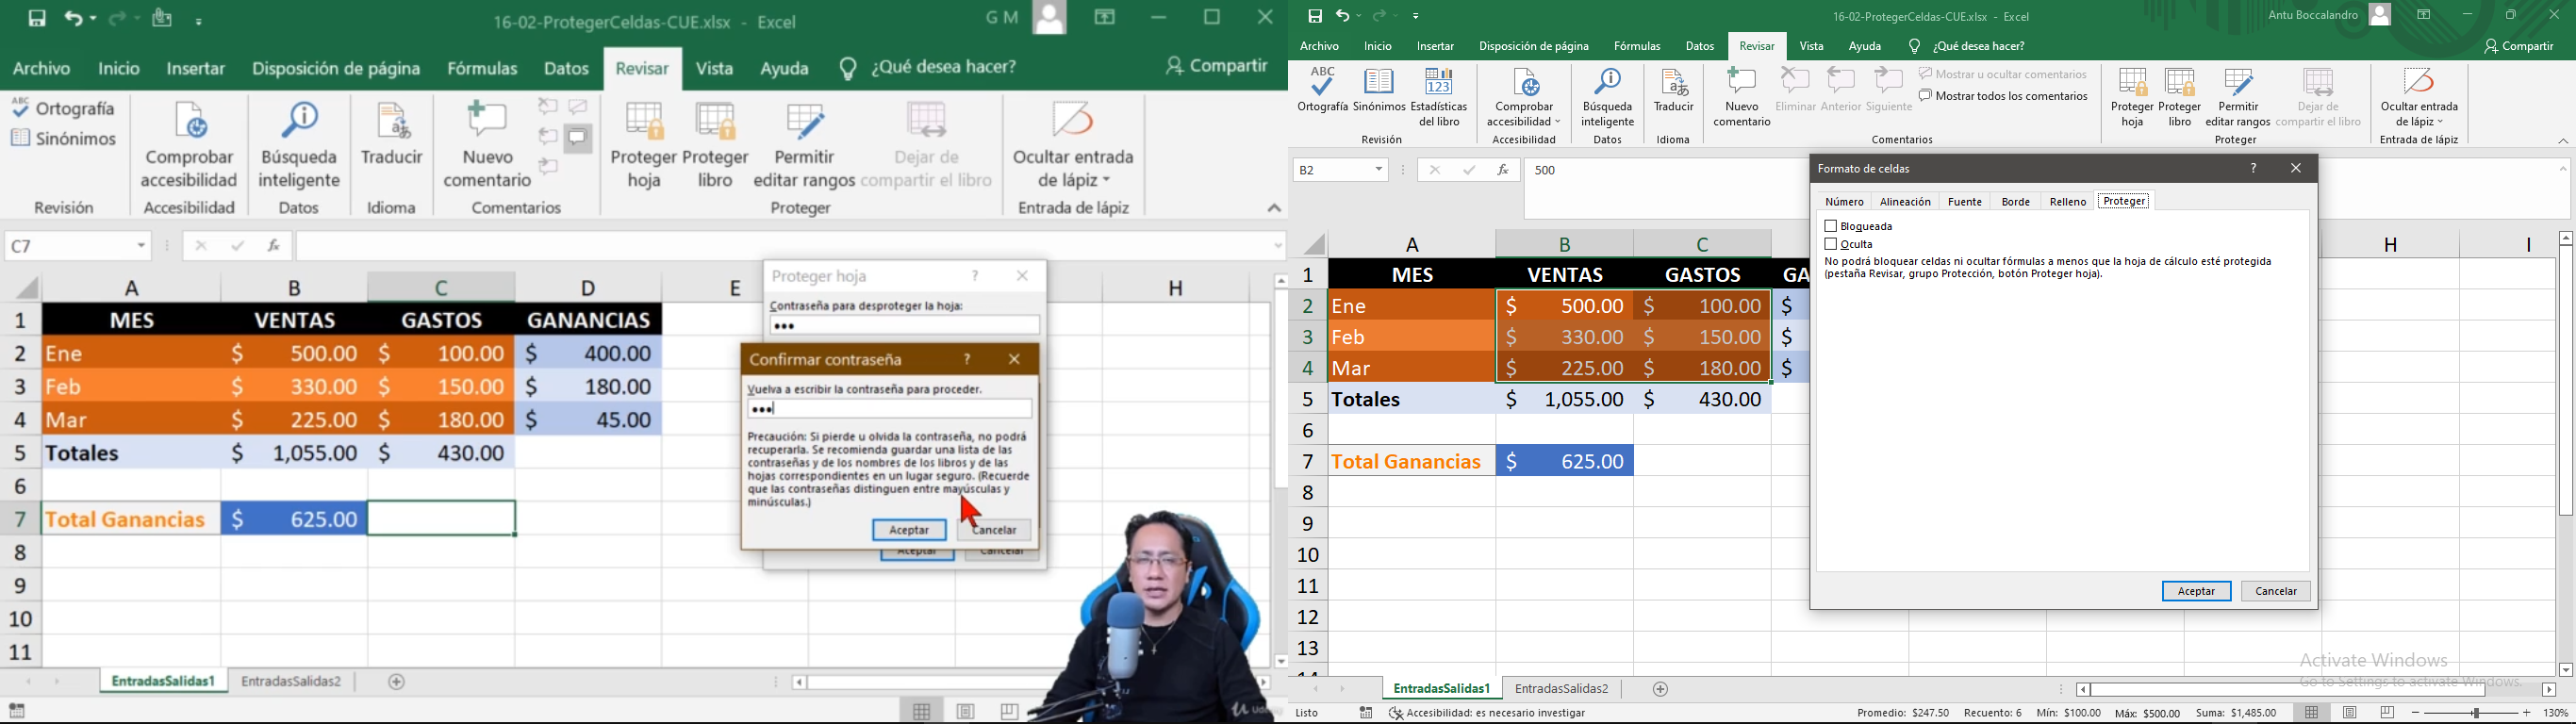 16-02-ProtegerCeldas-CUE.xlsx - Excel
G M
Archivo Inicio Insertar Disposición de página Fórmulas Datos Revisar Vista Ayuda ¿Qué desea hacer? Compartir
ABC
Ortografía
Sinónimos
Comprobar accesibilidad
Búsqueda inteligente
Traducir
Nuevo comentario
Proteger hoja
Proteger libro
Permitir editar rangos
Dejar de compartir el libro
Ocultar entrada de lápiz
Revisión Accesibilidad Datos Idioma Comentarios Proteger Entrada de lápiz
C7
fx
A B C D E H
1 MES VENTAS GASTOS GANANCIAS
2 Ene $ 500.00 $ 100.00 $ 400.00
3 Feb $ 330.00 $ 150.00 $ 180.00
4 Mar $ 225.00 $ 180.00 $ 45.00
5 Totales $ 1,055.00 $ 430.00
6
7 Total Ganancias $ 625.00
8
9
10
11
Proteger hoja ?
Contraseña para desproteger la hoja:
Confirmar contraseña ?
Vuelva a escribir la contraseña para proceder.
Precaución: Si pierde u olvida la contraseña, no podrá
recuperarla. Se recomienda guardar una lista de las
contraseñas y de los nombres de los libros y de las
hojas correspondientes en un lugar seguro. (Recuerde
que las contraseñas distinguen entre mayúsculas y
minúsculas.)
Aceptar Cancelar
Aceptar Cancelar
EntradasSalidas1 EntradasSalidas2
16-02-ProtegerCeldas-CUE.xlsx - Excel
Antu Boccalandro
Archivo Inicio Insertar Disposición de página Fórmulas Datos Revisar Vista Ayuda ¿Qué desea hacer? Compartir
ABC
Ortografía
Sinónimos
123
Estadísticas del libro
Comprobar accesibilidad
Búsqueda inteligente
Traducir
Nuevo comentario
Eliminar Anterior Siguiente
Mostrar u ocultar comentarios
Mostrar todos los comentarios
Proteger hoja
Proteger libro
Permitir editar rangos
Dejar de compartir el libro
Ocultar entrada de lápiz
Revisión Accesibilidad Datos Idioma Comentarios Proteger Entrada de lápiz
B2
fx
500
A B C H I
1 MES VENTAS GASTOS GA
2 Ene $ 500.00 $ 100.00 $
3 Feb $ 330.00 $ 150.00 $
4 Mar $ 225.00 $ 180.00 $
5 Totales $ 1,055.00 $ 430.00
6
7 Total Ganancias $ 625.00
8
9
10
11
12
13
Formato de celdas ?
Número Alineación Fuente Borde Relleno Proteger
Bloqueada
Oculta
No podrá bloquear celdas ni ocultar fórmulas a menos que la hoja de cálculo esté protegida
(pestaña Revisar, grupo Protección, botón Proteger hoja).
Aceptar Cancelar
Activate Windows
Go to Settings to activate Windows.
EntradasSalidas1 EntradasSalidas2
Listo Accesibilidad: es necesario investigar Promedio: $247.50 Recuento: 6 Mín: $100.00 Máx: $500.00 Suma: $1,485.00 130%